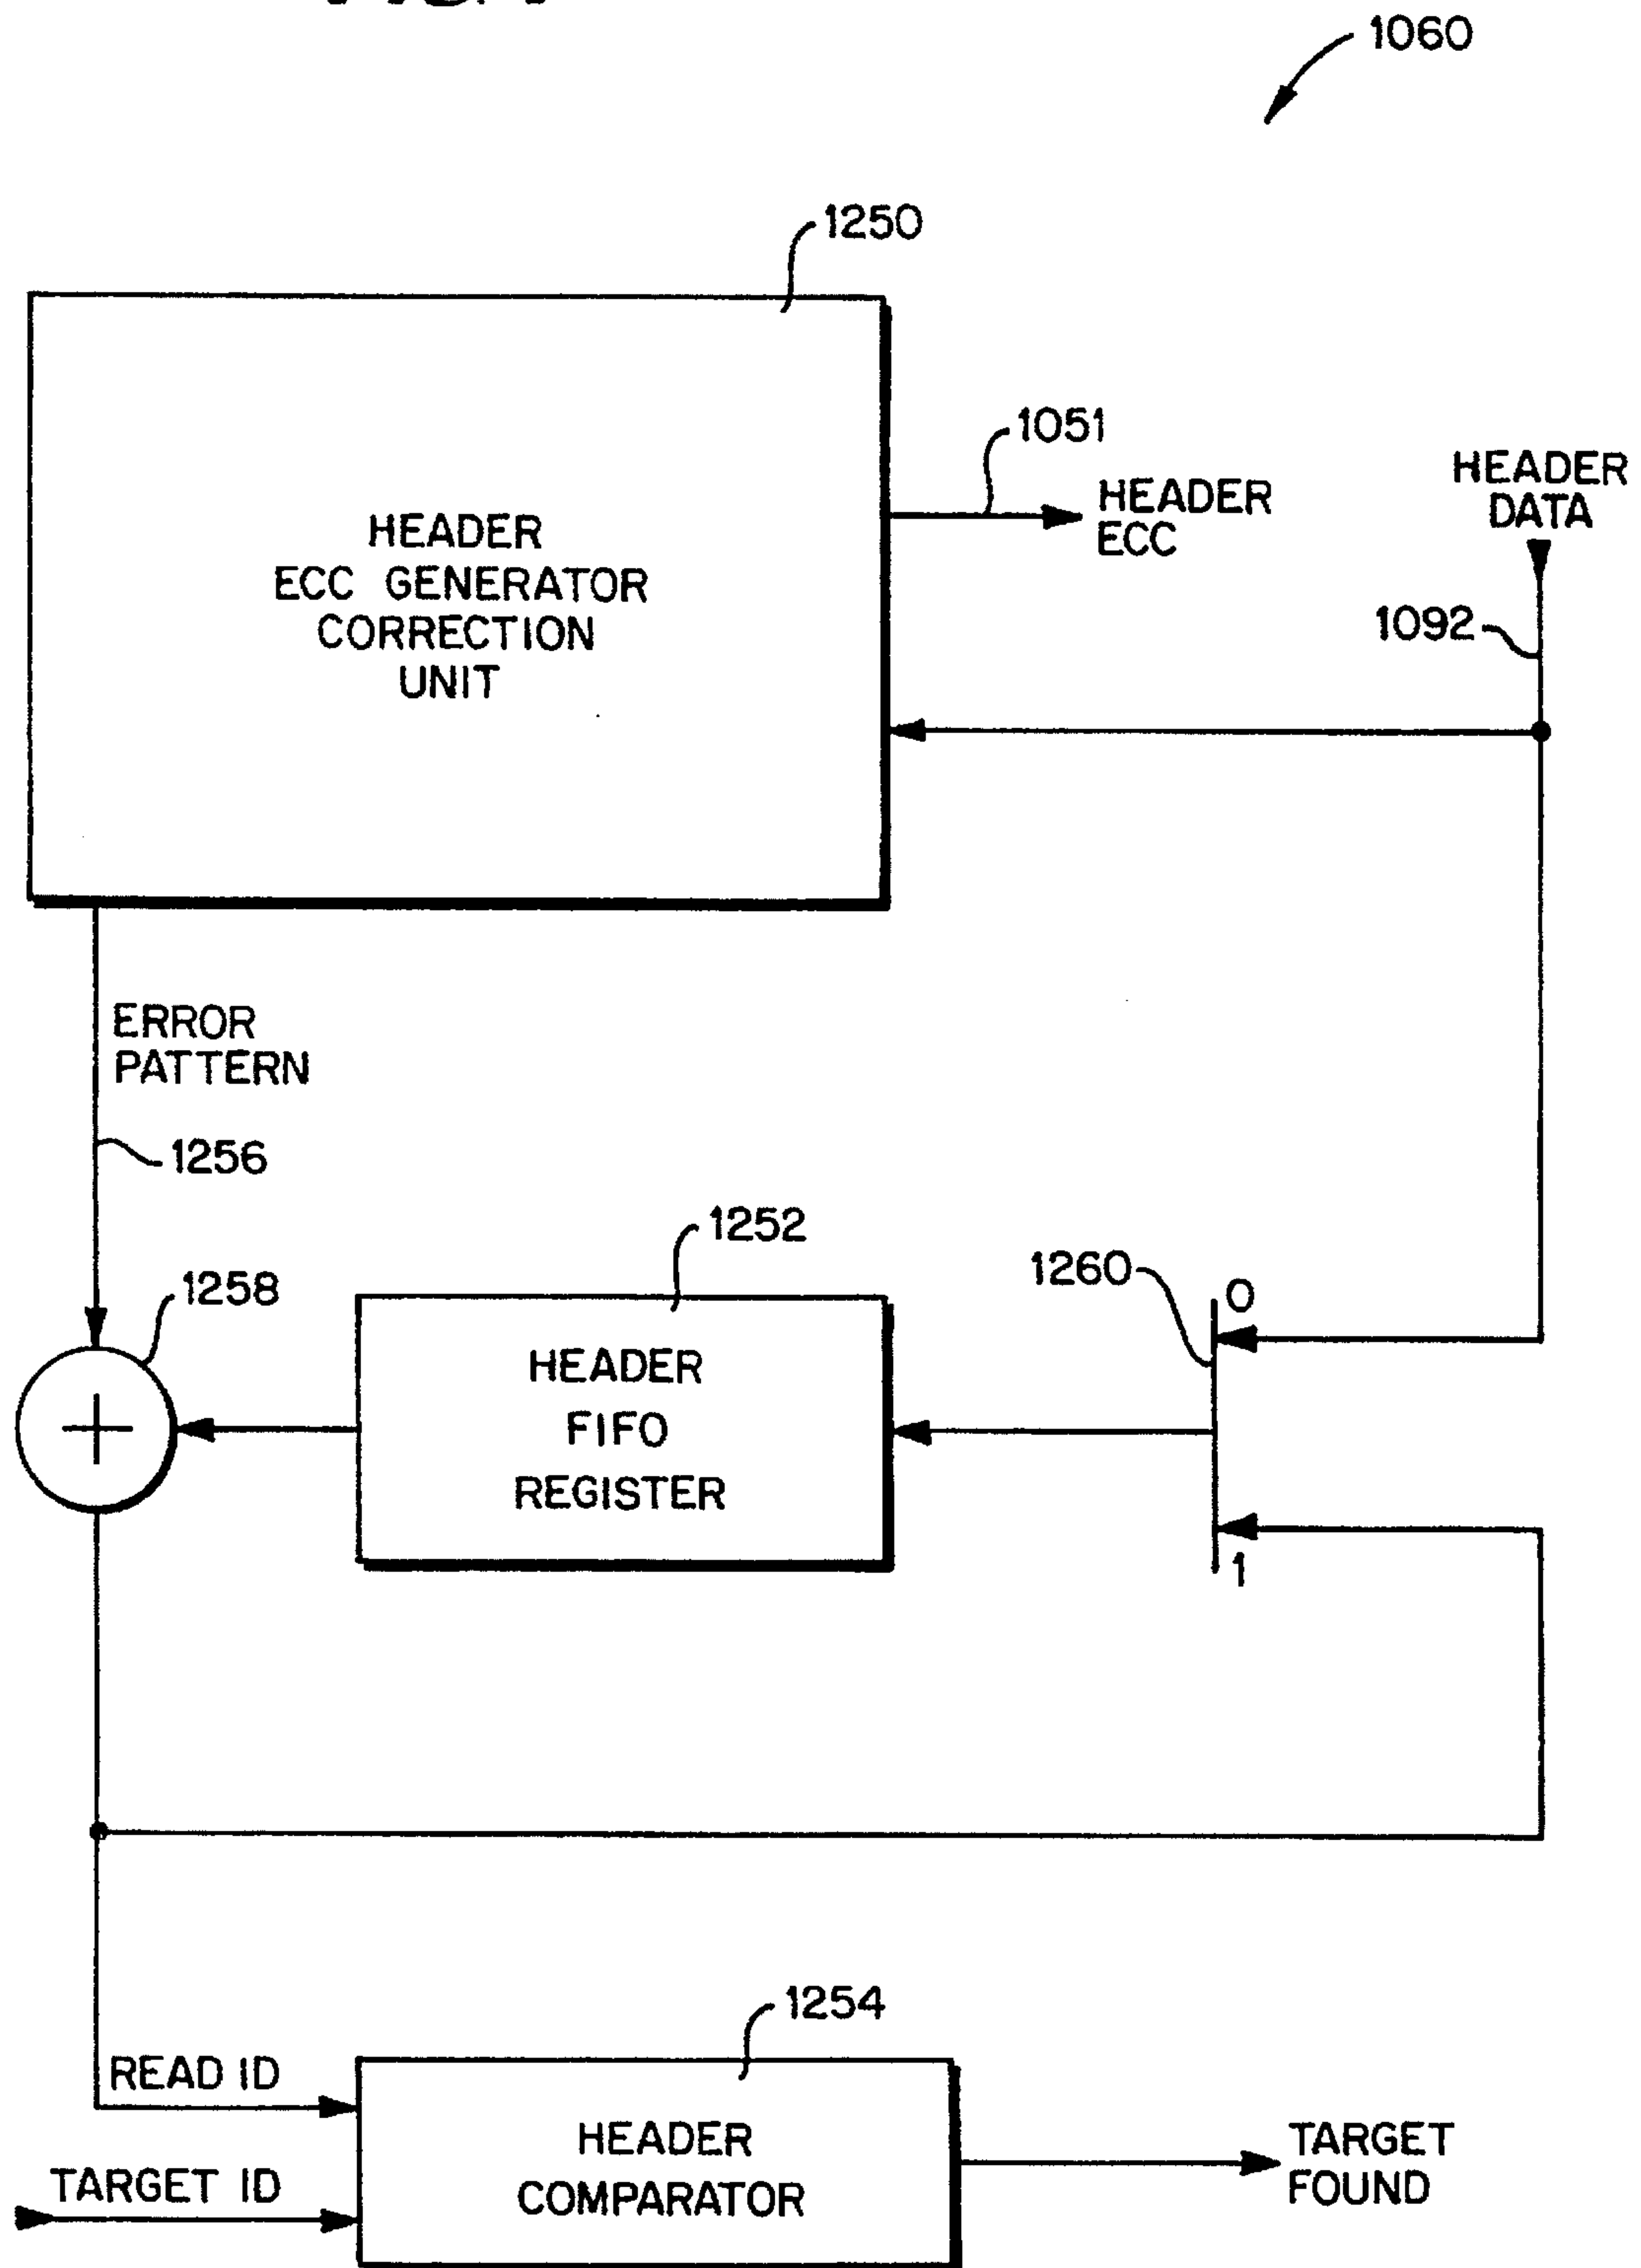 1060
1250
1051
HEADER
ECC
HEADER
DATA
1092
HEADER
ECC GENERATOR
CORRECTION
UNIT
ERROR
PATTERN
1256
1258
1252
1260
0
HEADER
FIFO
REGISTER
1
1254
READ ID
TARGET ID
HEADER
COMPARATOR
TARGET
FOUND